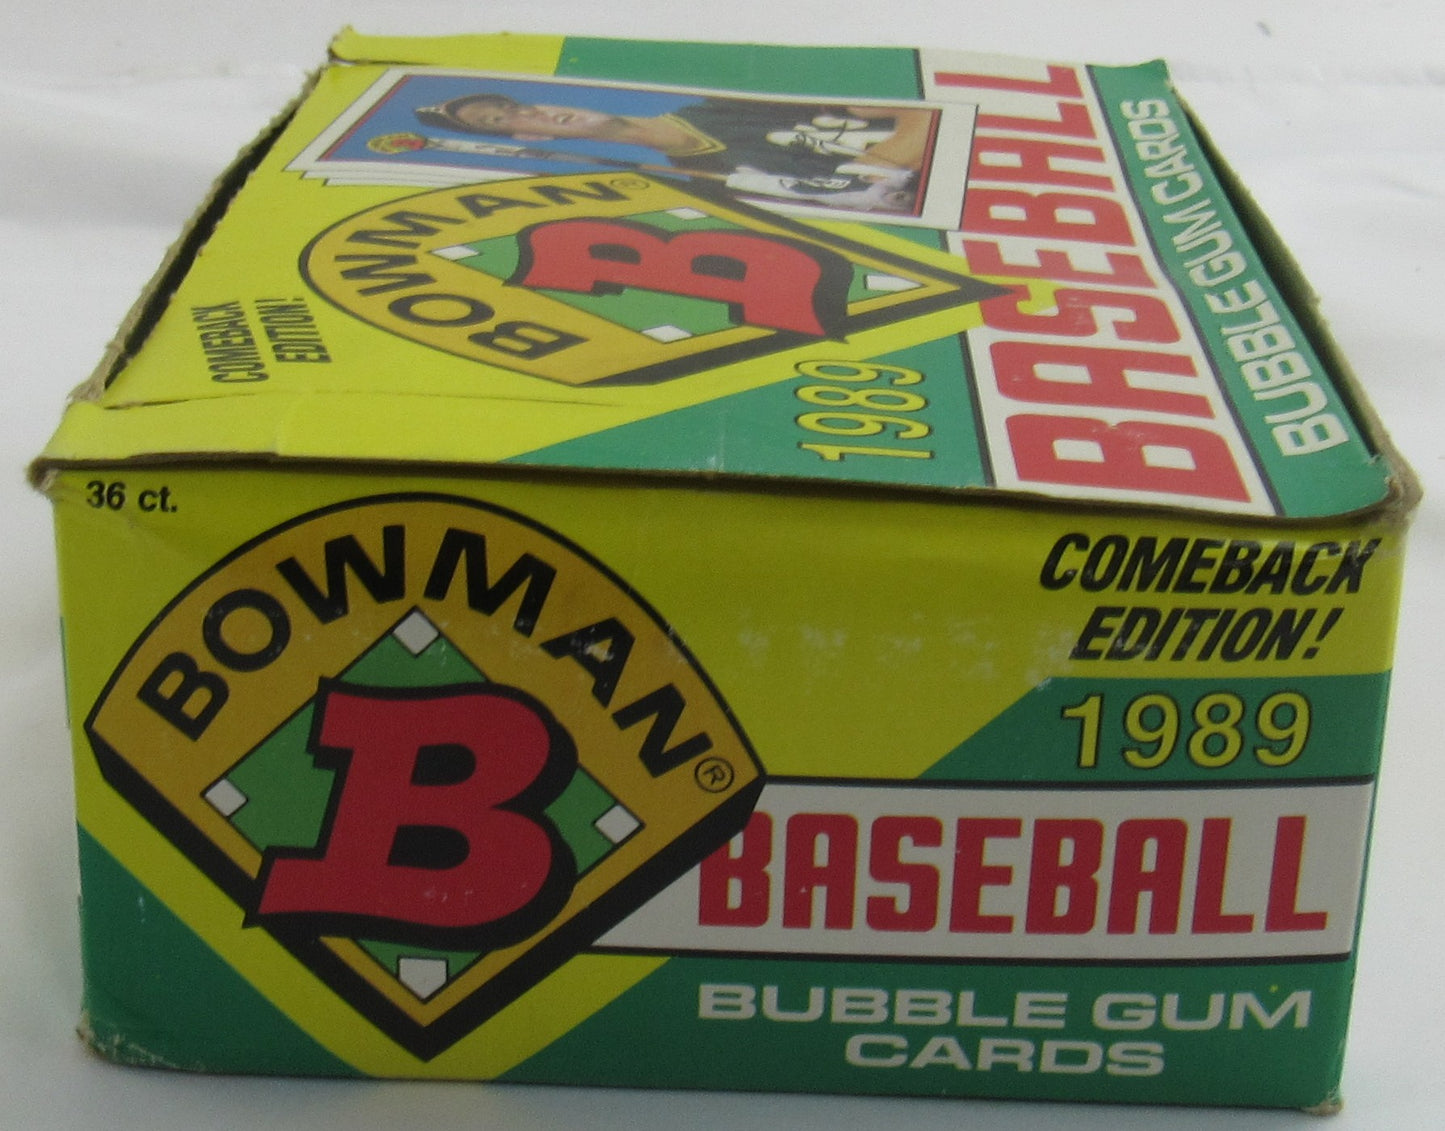 COMEBACK
EDITION!
BOWMAN®
B
1989
BASEBALL
BUBBLE GUM CARDS
36 ct.
BOWMAN®
B
COMEBACK
EDITION!
1989
BASEBALL
BUBBLE GUM
CARDS